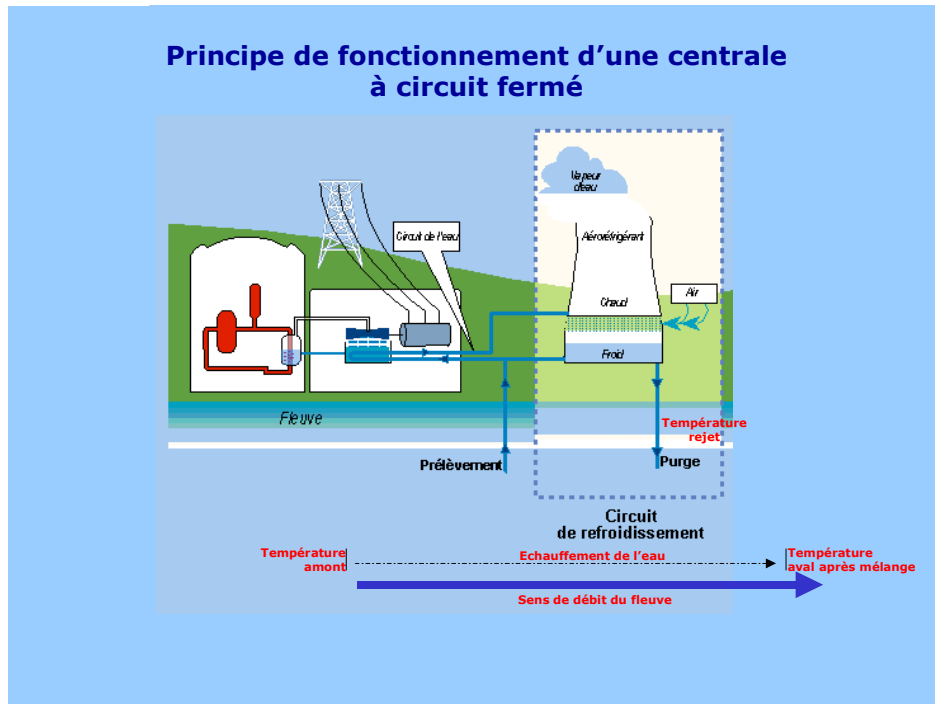 Principe de fonctionnement d’une centrale
à circuit fermé
Vapeur
d'eau
Circuit de l'eau
Aéroréfrigérant
Air
Chaud
Froid
Fleuve
Température
rejet
Prélèvement
Purge
Circuit
de refroidissement
Température
amont
Echauffement de l’eau
Température
aval après mélange
Sens de débit du fleuve